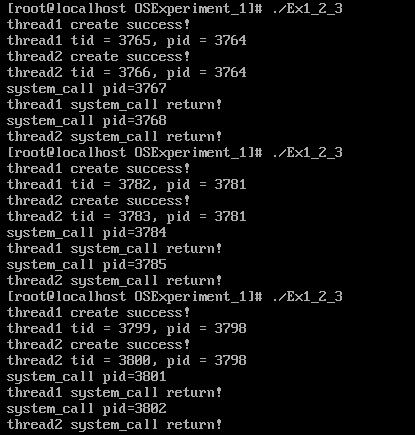 [root@localhost OSExperiment_1]# ./Ex1_2_3
thread1 create success!
thread1 tid = 3765, pid = 3764
thread2 create success!
thread2 tid = 3766, pid = 3764
system_call pid=3767
thread1 system_call return!
system_call pid=3768
thread2 system_call return!
[root@localhost OSExperiment_1]# ./Ex1_2_3
thread1 create success!
thread1 tid = 3782, pid = 3781
thread2 create success!
thread2 tid = 3783, pid = 3781
system_call pid=3784
thread1 system_call return!
system_call pid=3785
thread2 system_call return!
[root@localhost OSExperiment_1]# ./Ex1_2_3
thread1 create success!
thread1 tid = 3799, pid = 3798
thread2 create success!
thread2 tid = 3800, pid = 3798
system_call pid=3801
thread1 system_call return!
system_call pid=3802
thread2 system_call return!